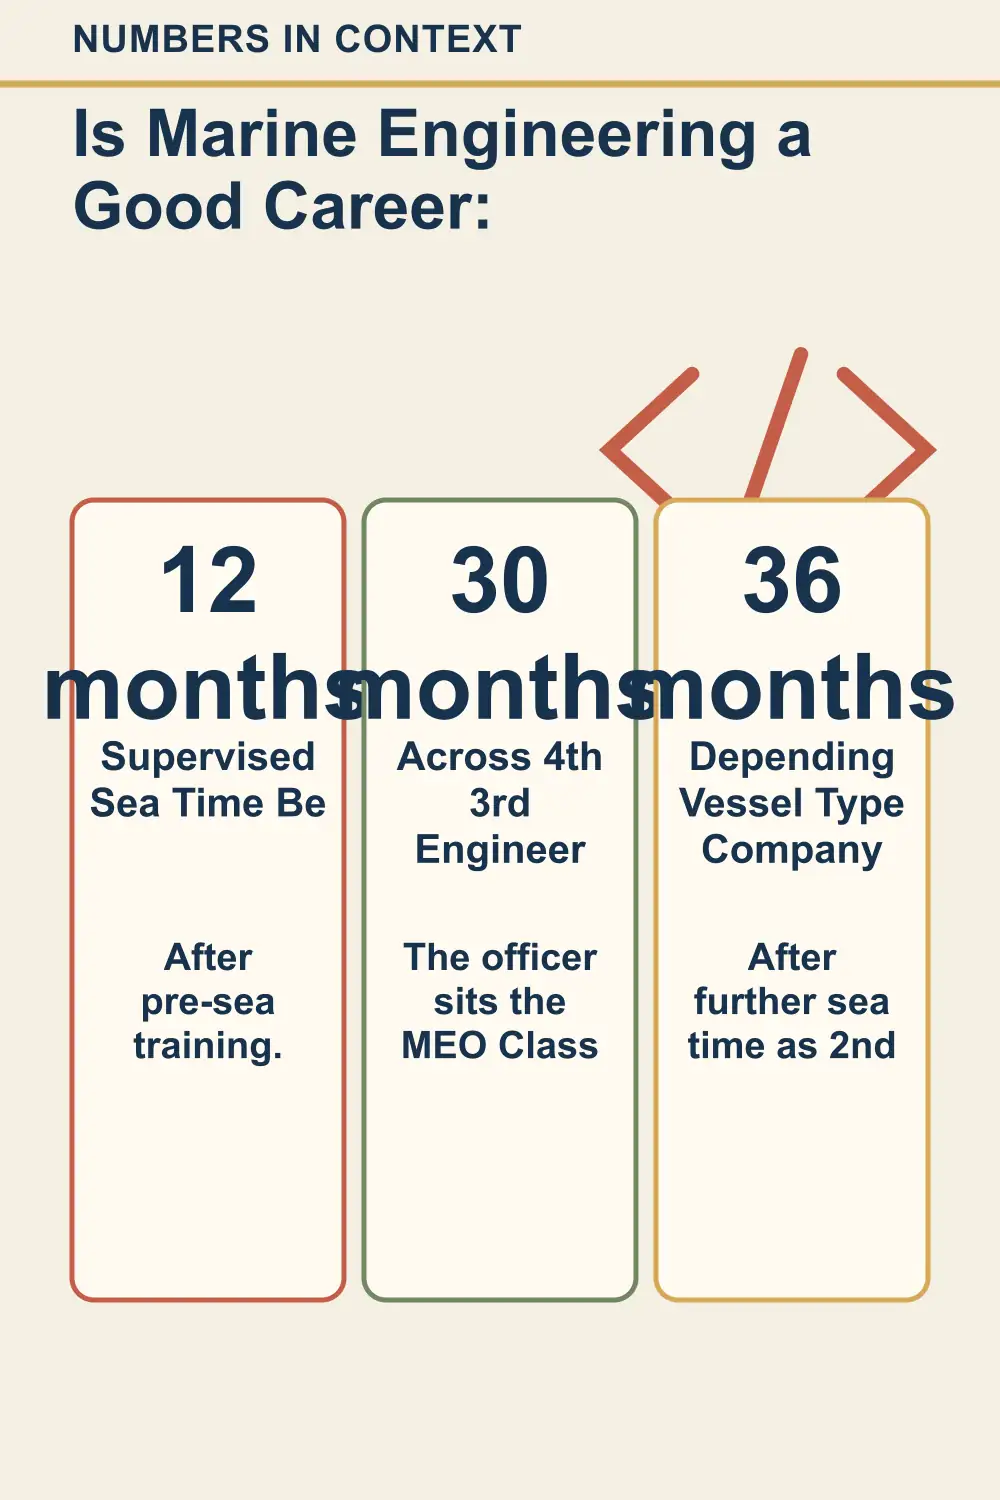 NUMBERS IN CONTEXT
Is Marine Engineering a
Good Career:
12
months
Supervised
Sea Time Be
After
pre-sea
training.
30
months
Across 4th
3rd
Engineer
The officer
sits the
MEO Class
36
months
Depending
Vessel Type
Company
After
further sea
time as 2nd